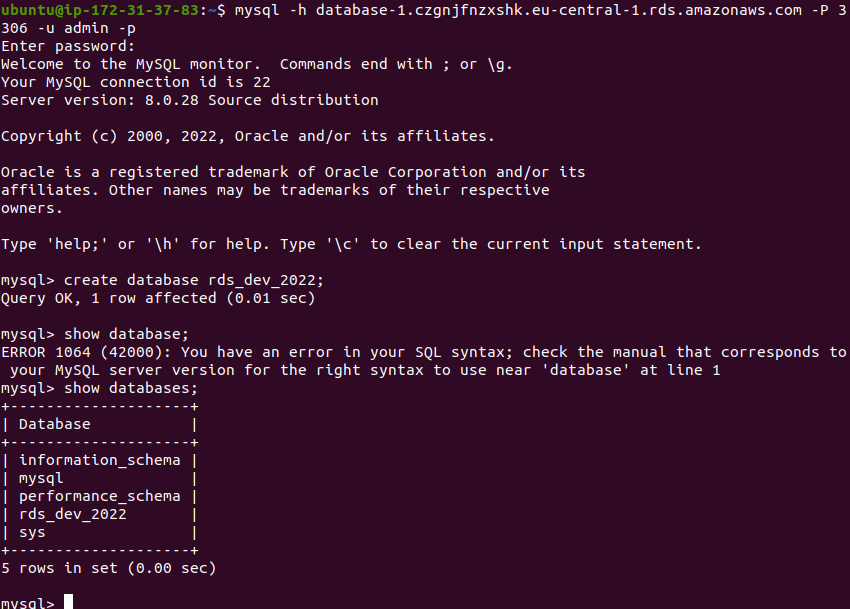 ubuntu@ip-172-31-37-83:~$ mysql -h database-1.czgnjfnzxshk.eu-central-1.rds.amazonaws.com -P 3
306 -u admin -p
Enter password:
Welcome to the MySQL monitor.  Commands end with ; or \g.
Your MySQL connection id is 22
Server version: 8.0.28 Source distribution

Copyright (c) 2000, 2022, Oracle and/or its affiliates.

Oracle is a registered trademark of Oracle Corporation and/or its
affiliates. Other names may be trademarks of their respective
owners.

Type 'help;' or '\h' for help. Type '\c' to clear the current input statement.

mysql> create database rds_dev_2022;
Query OK, 1 row affected (0.01 sec)

mysql> show database;
ERROR 1064 (42000): You have an error in your SQL syntax; check the manual that corresponds to
 your MySQL server version for the right syntax to use near 'database' at line 1
mysql> show databases;
+--------------------+
| Database           |
+--------------------+
| information_schema |
| mysql              |
| performance_schema |
| rds_dev_2022       |
| sys                |
+--------------------+
5 rows in set (0.00 sec)

mysql>